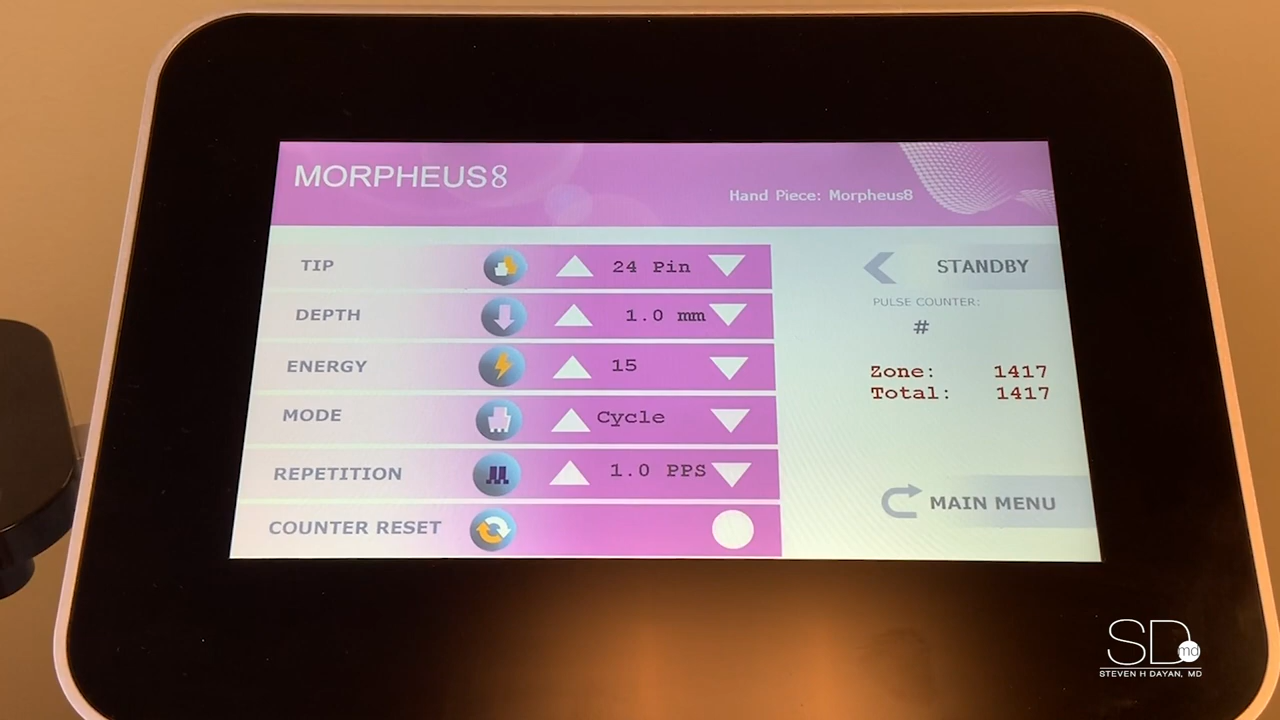 MORPHEUS8
Hand Piece: Morpheus8
TIP 24 Pin
DEPTH 1.0 mm
ENERGY 15
MODE Cycle
REPETITION 1.0 PPS
COUNTER RESET
STANDBY
PULSE COUNTER:
#
Zone: 1417
Total: 1417
MAIN MENU
SD md
STEVEN H DAYAN, MD